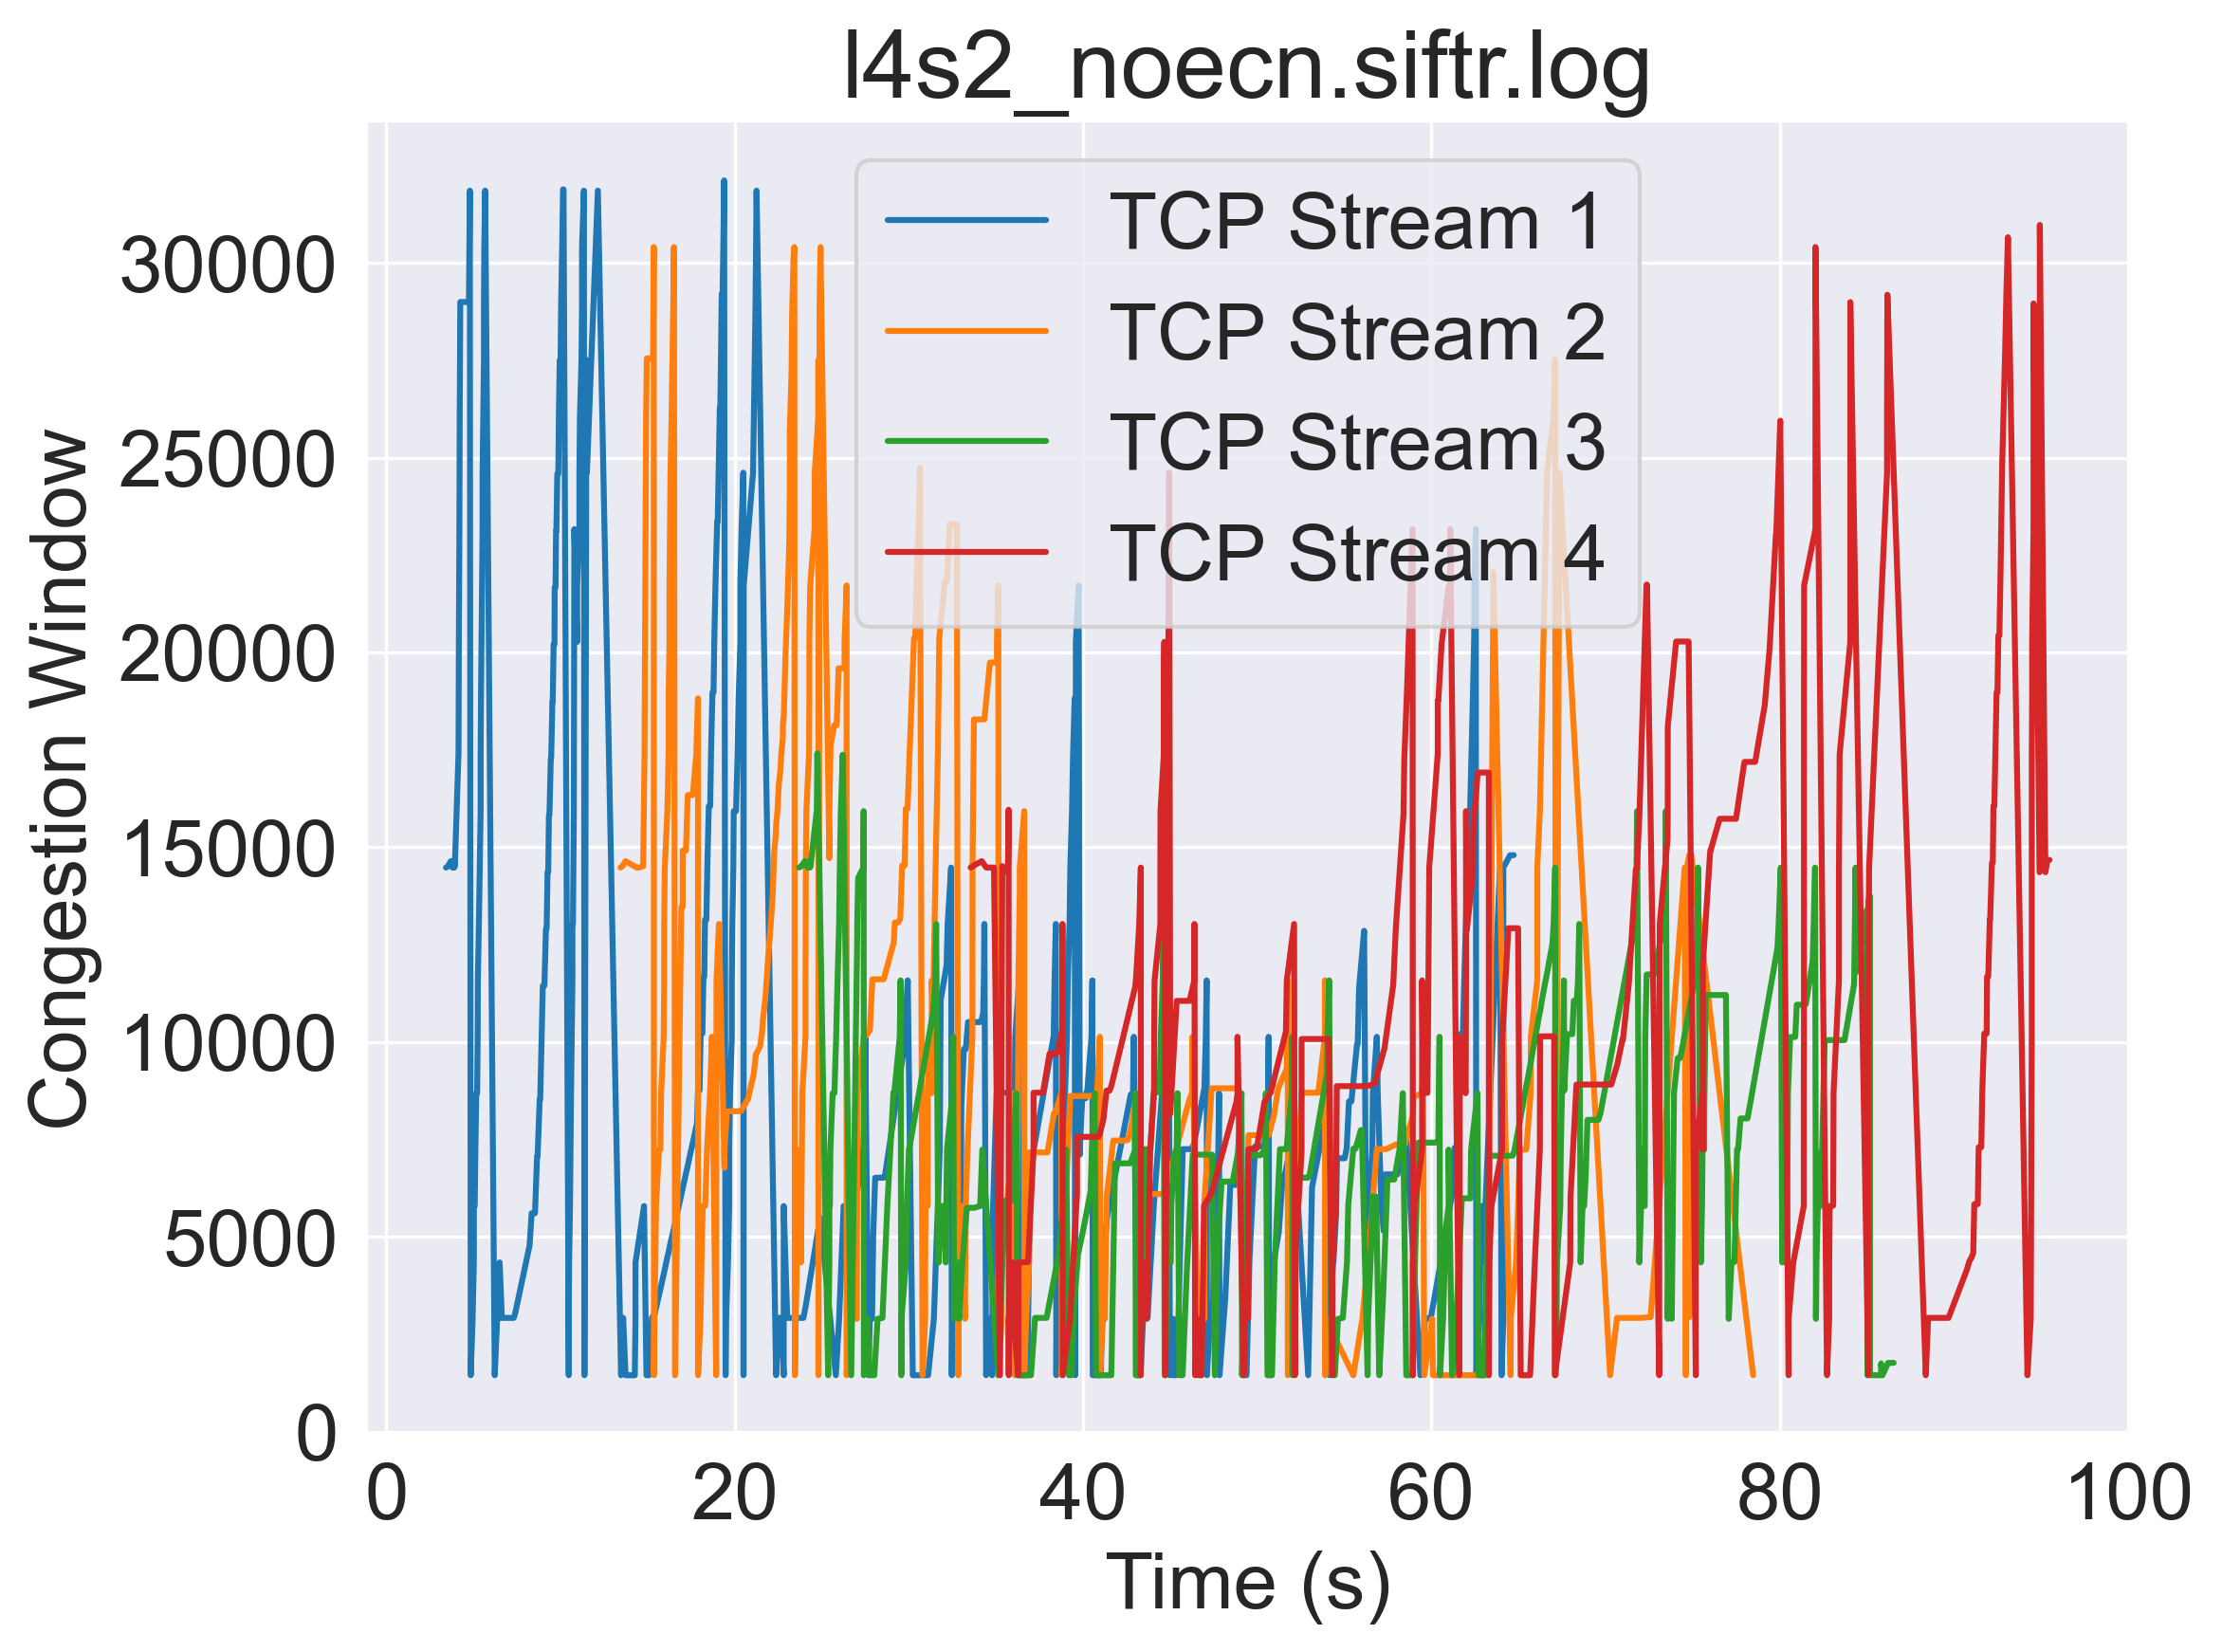 l4s2_noecn.siftr.log
TCP Stream 1
TCP Stream 2
TCP Stream 3
TCP Stream 4
Congestion Window
30000
25000
20000
15000
10000
5000
0
0 20 40 60 80 100
Time (s)